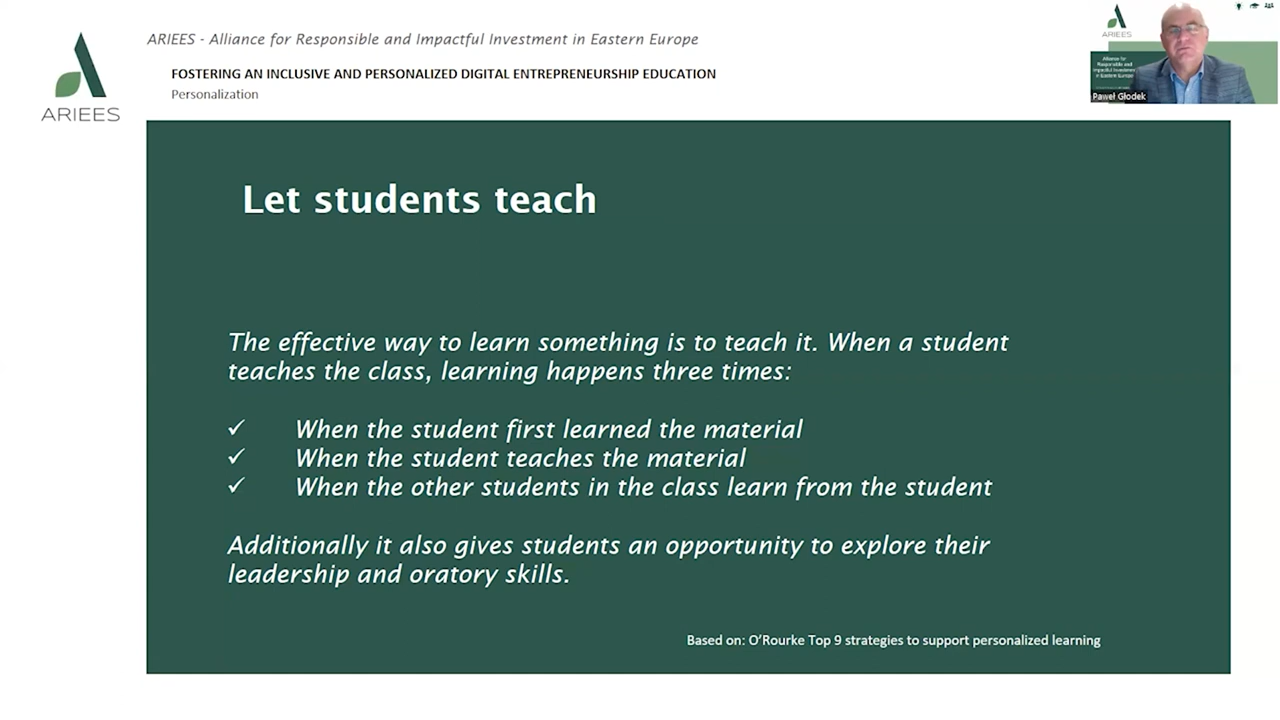 ARIEES - Alliance for Responsible and Impactful Investment in Eastern Europe
FOSTERING AN INCLUSIVE AND PERSONALIZED DIGITAL ENTREPRENEURSHIP EDUCATION
Personalization
ARIEES
ARIEES
Alliance for
Responsible and
Impactful Investment
in Eastern Europe
Paweł Głodek
Let students teach
The effective way to learn something is to teach it. When a student
teaches the class, learning happens three times:
✓ When the student first learned the material
✓ When the student teaches the material
✓ When the other students in the class learn from the student
Additionally it also gives students an opportunity to explore their
leadership and oratory skills.
Based on: O’Rourke Top 9 strategies to support personalized learning